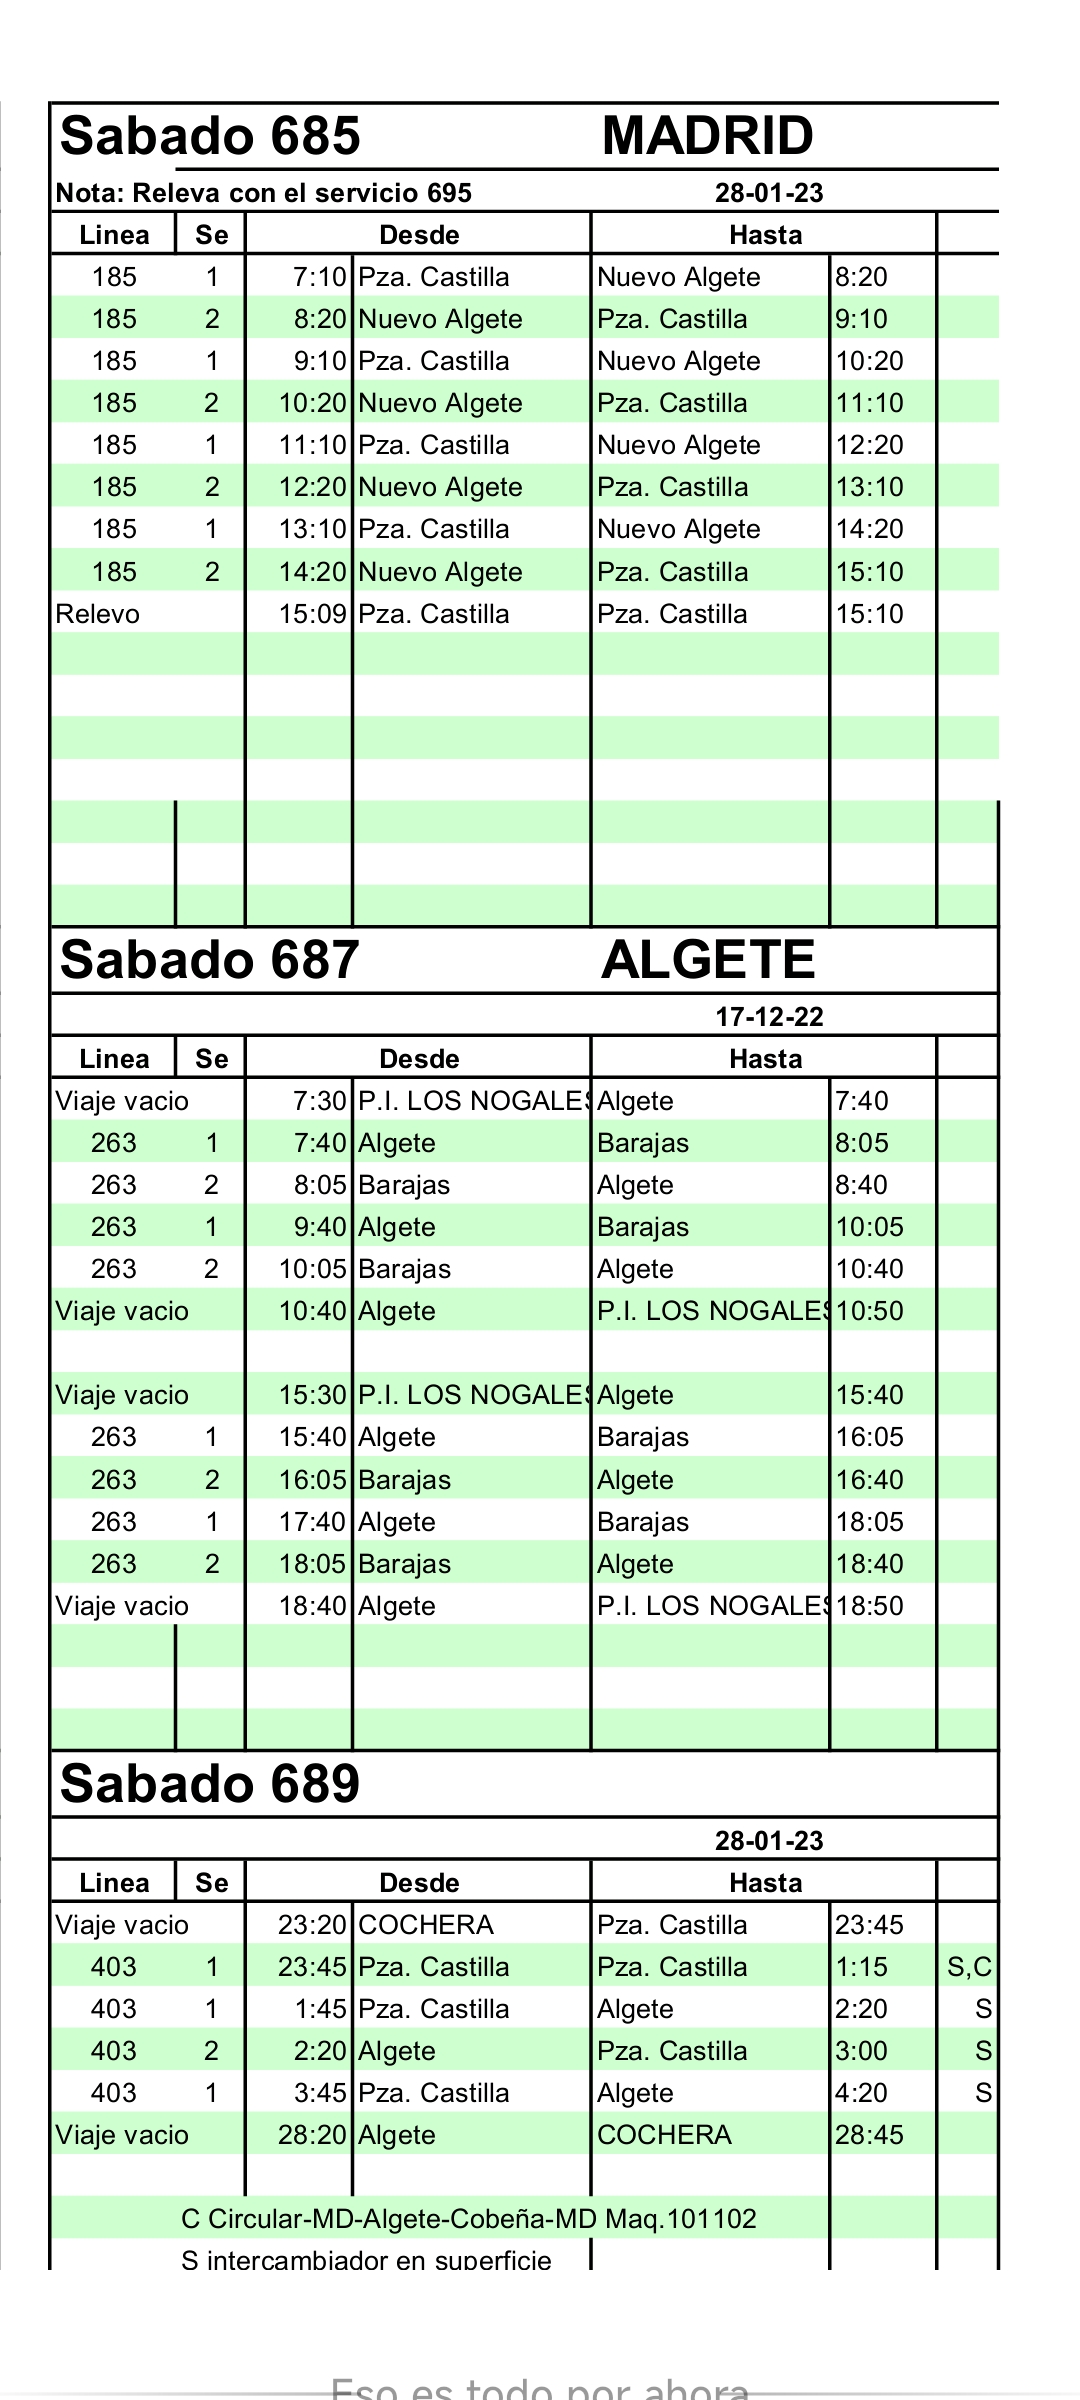 Sabado 685 MADRID
Nota: Releva con el servicio 695 28-01-23
Linea Se Desde Hasta
185 1 7:10 Pza. Castilla Nuevo Algete 8:20
185 2 8:20 Nuevo Algete Pza. Castilla 9:10
185 1 9:10 Pza. Castilla Nuevo Algete 10:20
185 2 10:20 Nuevo Algete Pza. Castilla 11:10
185 1 11:10 Pza. Castilla Nuevo Algete 12:20
185 2 12:20 Nuevo Algete Pza. Castilla 13:10
185 1 13:10 Pza. Castilla Nuevo Algete 14:20
185 2 14:20 Nuevo Algete Pza. Castilla 15:10
Relevo 15:09 Pza. Castilla Pza. Castilla 15:10
Sabado 687 ALGETE
17-12-22
Linea Se Desde Hasta
Viaje vacio 7:30 P.I. LOS NOGALES Algete 7:40
263 1 7:40 Algete Barajas 8:05
263 2 8:05 Barajas Algete 8:40
263 1 9:40 Algete Barajas 10:05
263 2 10:05 Barajas Algete 10:40
Viaje vacio 10:40 Algete P.I. LOS NOGALES 10:50
Viaje vacio 15:30 P.I. LOS NOGALES Algete 15:40
263 1 15:40 Algete Barajas 16:05
263 2 16:05 Barajas Algete 16:40
263 1 17:40 Algete Barajas 18:05
263 2 18:05 Barajas Algete 18:40
Viaje vacio 18:40 Algete P.I. LOS NOGALES 18:50
Sabado 689
28-01-23
Linea Se Desde Hasta
Viaje vacio 23:20 COCHERA Pza. Castilla 23:45
403 1 23:45 Pza. Castilla Pza. Castilla 1:15 S,C
403 1 1:45 Pza. Castilla Algete 2:20 S
403 2 2:20 Algete Pza. Castilla 3:00 S
403 1 3:45 Pza. Castilla Algete 4:20 S
Viaje vacio 28:20 Algete COCHERA 28:45
C Circular-MD-Algete-Cobeña-MD Maq.101102
S intercambiador en superficie
Eso es todo por ahora